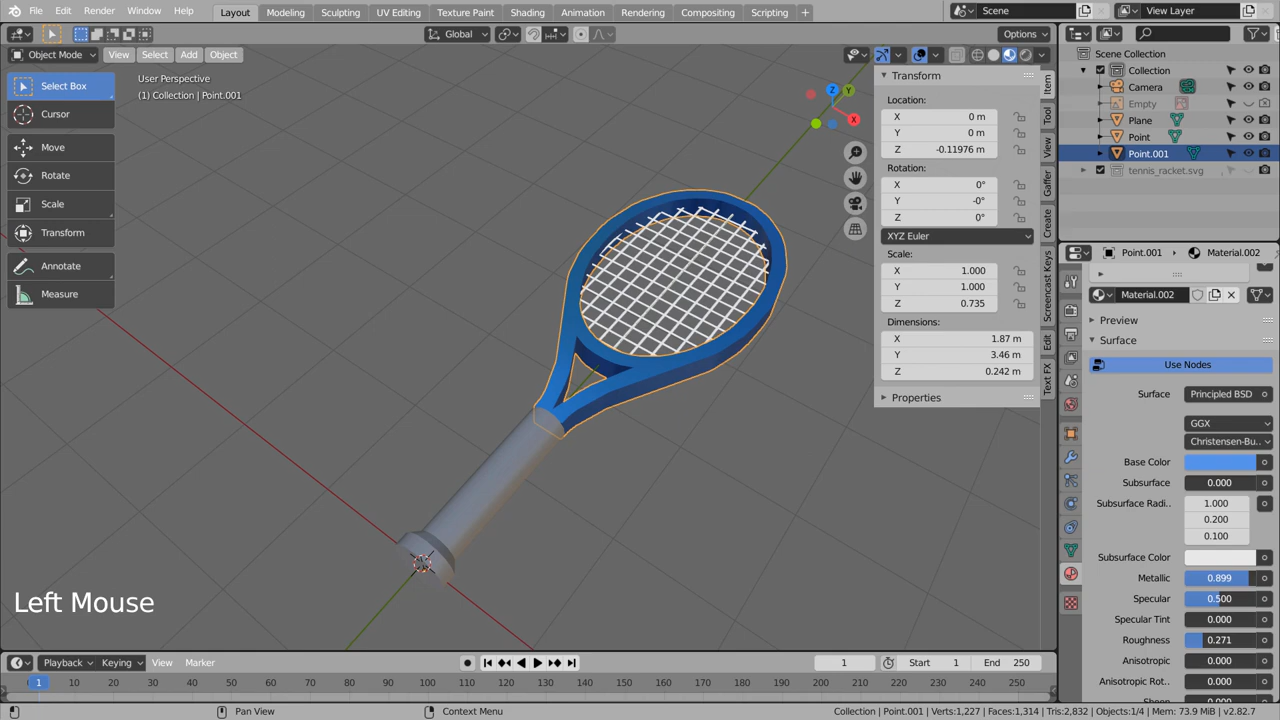 File Edit Render Window Help Layout Modeling Sculpting UV Editing Texture Paint Shading Animation Rendering Compositing Scripting + Scene View Layer
Global Options
Object Mode View Select Add Object
Scene Collection
Collection
Camera
Empty
Plane
Point
Point.001
tennis_racket.svg
Select Box
Cursor
Move
Rotate
Scale
Transform
Annotate
Measure
User Perspective
(1) Collection | Point.001
Z Y X
Transform
Location:
X 0 m
Y 0 m
Z -0.11976 m
Rotation:
X 0°
Y -0°
Z 0°
XYZ Euler
Scale:
X 1.000
Y 1.000
Z 0.735
Dimensions:
X 1.87 m
Y 3.46 m
Z 0.242 m
Properties
Item
Tool
View
Gaffer
Create
Screencast Keys
Edit
Text FX
Point.001 Material.002
Material.002
Preview
Surface
Use Nodes
Surface Principled BSD
GGX
Christensen-Bu..
Base Color
Subsurface 0.000
Subsurface Radi.. 1.000
0.200
0.100
Subsurface Color
Metallic 0.899
Specular 0.500
Specular Tint 0.000
Roughness 0.271
Anisotropic 0.000
Anisotropic Rot.. 0.000
Left Mouse
Playback Keying View Marker 1 Start 1 End 250
1 10 20 30 40 50 60 70 80 90 100 110 120 130 140 150 160 170 180 190 200 210 220 230 240 250
Pan View Context Menu Collection | Point.001 | Verts:1,227 | Faces:1,314 | Tris:2,832 | Objects:1/4 | Mem: 73.9 MiB | v2.82.7